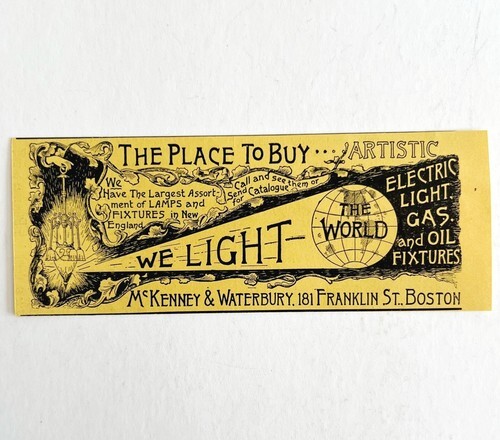 THE PLACE TO BUY .... ARTISTIC
We
Have The Largest Assort-
ment of LAMPS and
FIXTURES in New
England
Call and see them or
Send for Catalogue
ELECTRIC
LIGHT,
GAS.
and OIL
FIXTURES
WE LIGHT-
THE
WORLD
MCKENNEY & WATERBURY, 181 FRANKLIN ST., BOSTON